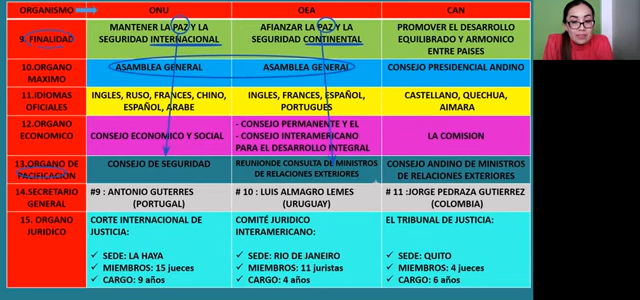 ORGANISMO
ONU
OEA
CAN
9. FINALIDAD
MANTENER LA PAZ Y LA
SEGURIDAD INTERNACIONAL
AFIANZAR LA PAZ Y LA
SEGURIDAD CONTINENTAL
PROMOVER EL DESARROLLO
EQUILIBRADO Y ARMONICO
ENTRE PAISES
10.ORGANO
MAXIMO
ASAMBLEA GENERAL
ASAMBLEA GENERAL
CONSEJO PRESIDENCIAL ANDINO
11.IDIOMAS
OFICIALES
INGLES, RUSO, FRANCES, CHINO,
ESPAÑOL, ARABE
INGLES, FRANCES, ESPAÑOL,
PORTUGUES
CASTELLANO, QUECHUA,
AIMARA
12.ORGANO
ECONOMICO
CONSEJO ECONOMICO Y SOCIAL
- CONSEJO PERMANENTE Y EL
- CONSEJO INTERAMERICANO
PARA EL DESARROLLO INTEGRAL
LA COMISION
13.ORGANO DE
PACIFICACION
CONSEJO DE SEGURIDAD
REUNIONDE CONSULTA DE MINISTROS
DE RELACIONES EXTERIORES
CONSEJO ANDINO DE MINISTROS
DE RELACIONES EXTERIORES
14.SECRETARIO
GENERAL
#9 : ANTONIO GUTERRES
(PORTUGAL)
# 10 : LUIS ALMAGRO LEMES
(URUGUAY)
# 11 :JORGE PEDRAZA GUTIERREZ
(COLOMBIA)
15. ORGANO
JURIDICO
CORTE INTERNACIONAL DE
JUSTICIA:
✓ SEDE: LA HAYA
✓ MIEMBROS: 15 jueces
✓ CARGO: 9 años
COMITÉ JURIDICO
INTERAMERICANO:
✓ SEDE: RIO DE JANEIRO
✓ MIEMBROS: 11 juristas
✓ CARGO: 4 años
EL TRIBUNAL DE JUSTICIA:
✓ SEDE: QUITO
✓ MIEMBROS: 4 jueces
✓ CARGO: 6 años